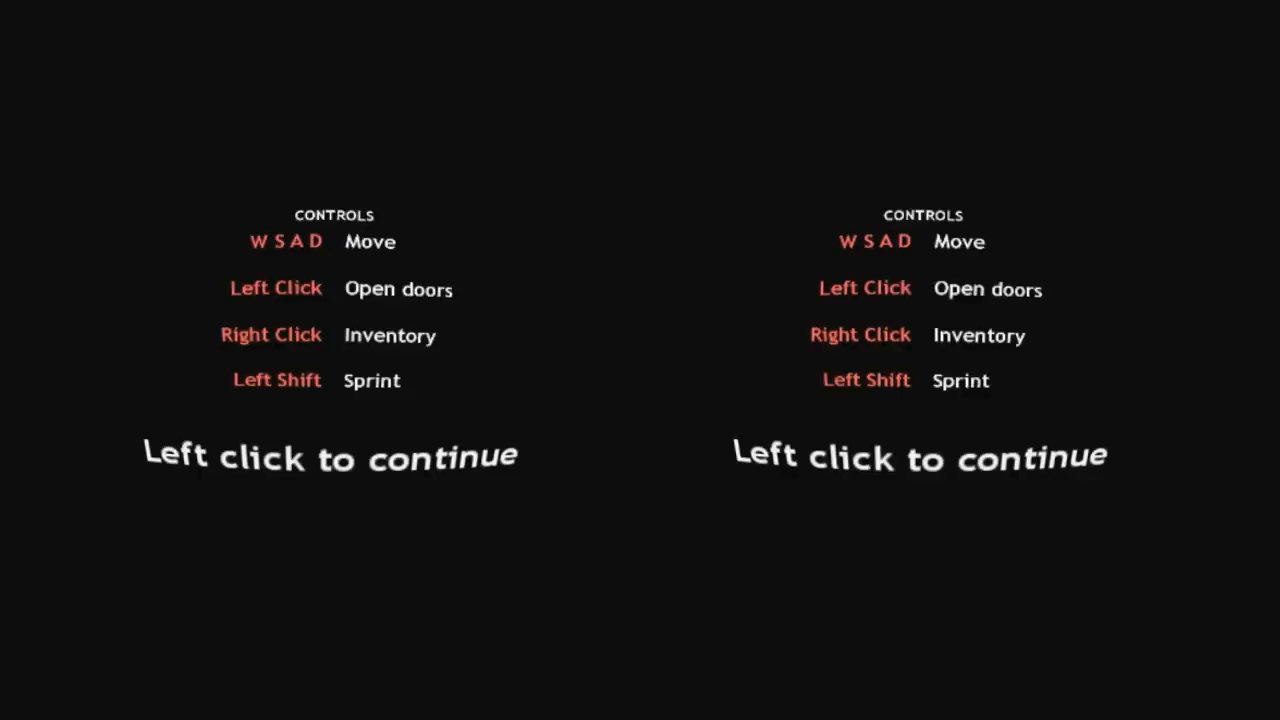 CONTROLS
W S A D Move
Left Click Open doors
Right Click Inventory
Left Shift Sprint
Left click to continue
CONTROLS
W S A D Move
Left Click Open doors
Right Click Inventory
Left Shift Sprint
Left click to continue